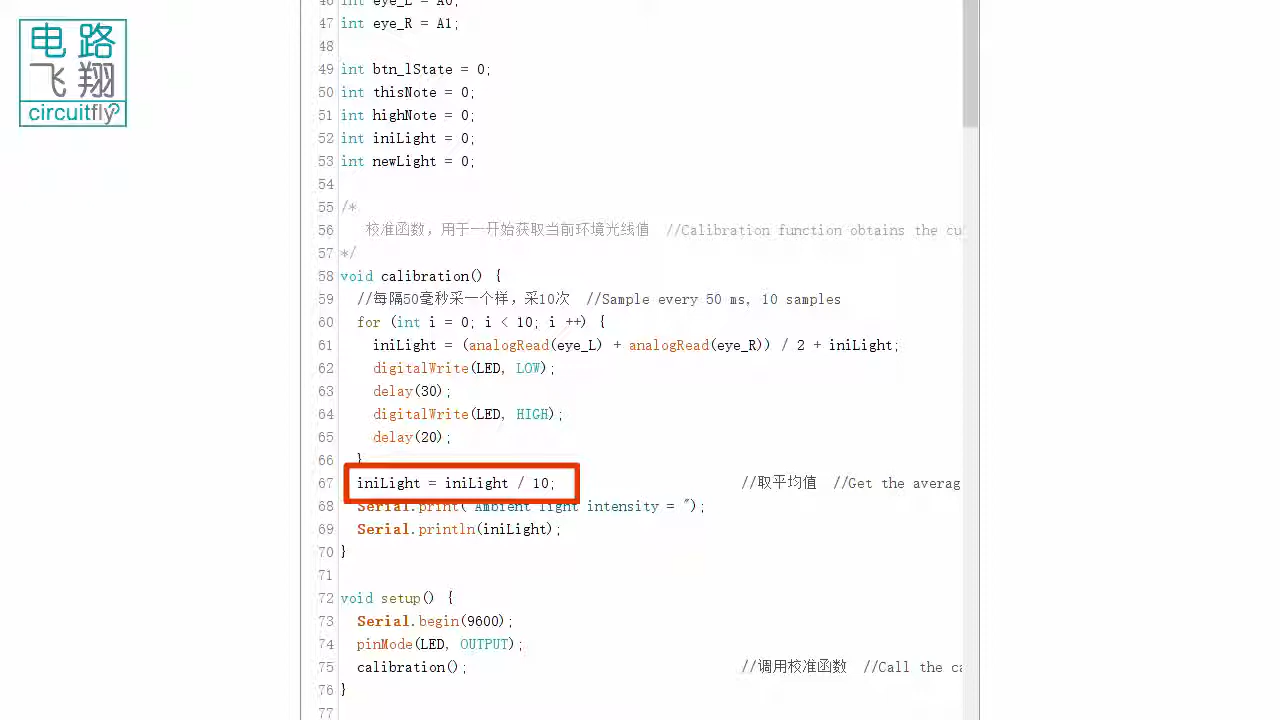 电路
飞翔
circuitfly
46 int eye_L = A0;
47 int eye_R = A1;
48
49 int btn_lState = 0;
50 int thisNote = 0;
51 int highNote = 0;
52 int iniLight = 0;
53 int newLight = 0;
54
55 /*
56 校准函数，用于一开始获取当前环境光线值 //Calibration function obtains the cu
57 */
58 void calibration() {
59 //每隔50毫秒采一个样，采10次 //Sample every 50 ms, 10 samples
60 for (int i = 0; i < 10; i ++) {
61 iniLight = (analogRead(eye_L) + analogRead(eye_R)) / 2 + iniLight;
62 digitalWrite(LED, LOW);
63 delay(30);
64 digitalWrite(LED, HIGH);
65 delay(20);
66 }
67 iniLight = iniLight / 10; //取平均值 //Get the averag
68 Serial.print("Ambient light intensity = ");
69 Serial.println(iniLight);
70 }
71
72 void setup() {
73 Serial.begin(9600);
74 pinMode(LED, OUTPUT);
75 calibration(); //调用校准函数 //Call the ca
76 }
77